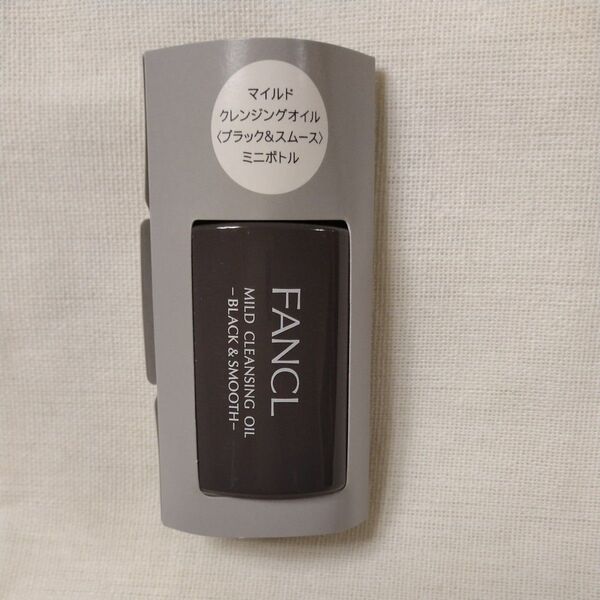 マイルド
クレンジングオイル
〈ブラック&スムース〉
ミニボトル
FANCL
MILD CLEANSING OIL
–BLACK & SMOOTH–